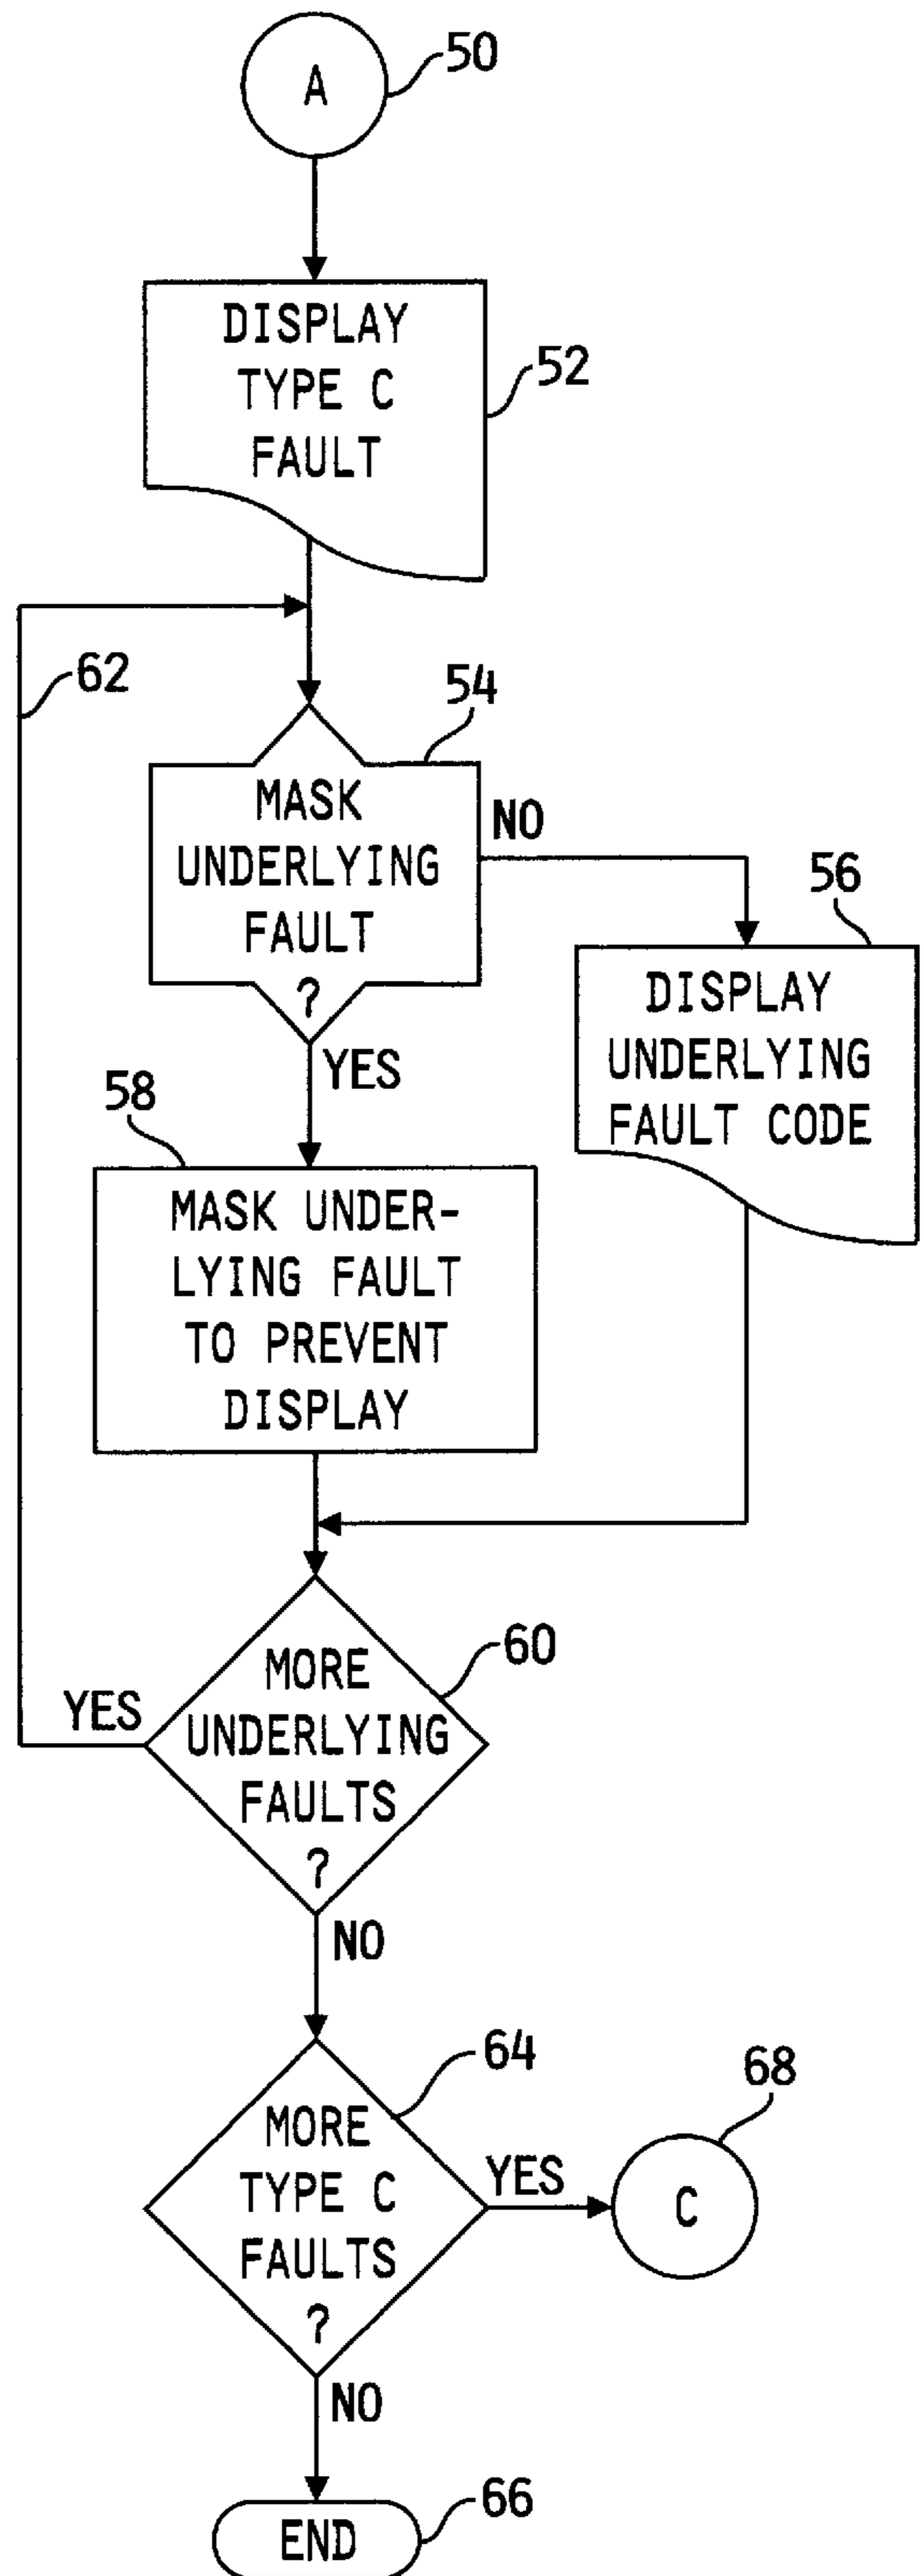 A
50
DISPLAY
TYPE C
FAULT
52
62
54
MASK
UNDERLYING
FAULT
?
NO
56
DISPLAY
UNDERLYING
FAULT CODE
YES
58
MASK UNDER-
LYING FAULT
TO PREVENT
DISPLAY
60
MORE
UNDERLYING
FAULTS
?
YES
NO
64
MORE
TYPE C
FAULTS
?
YES
68
C
NO
END
66